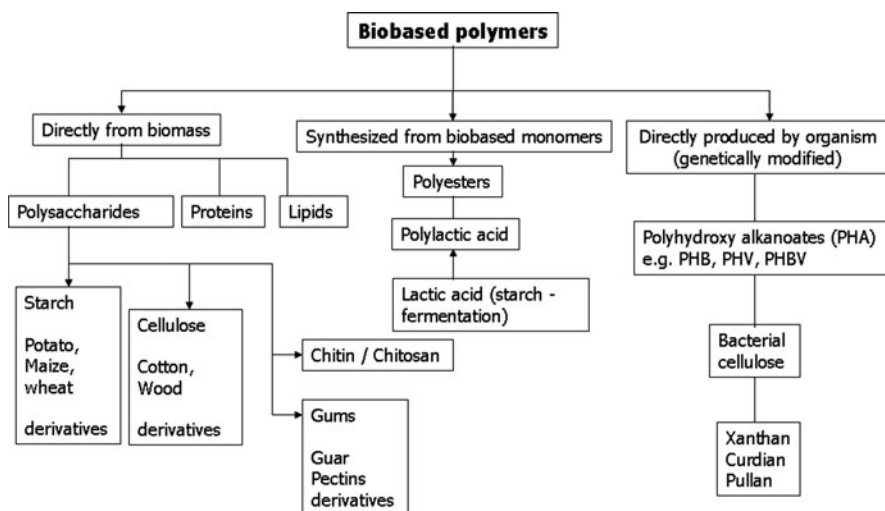 Biobased polymers
Directly from biomass
Synthesized from biobased monomers
Directly produced by organism
(genetically modified)
Polysaccharides
Proteins
Lipids
Polyesters
Polylactic acid
Lactic acid (starch -
fermentation)
Polyhydroxy alkanoates (PHA)
e.g. PHB, PHV, PHBV
Starch
Potato,
Maize,
wheat
derivatives
Cellulose
Cotton,
Wood
derivatives
Chitin / Chitosan
Gums
Guar
Pectins
derivatives
Bacterial
cellulose
Xanthan
Curdian
Pullan